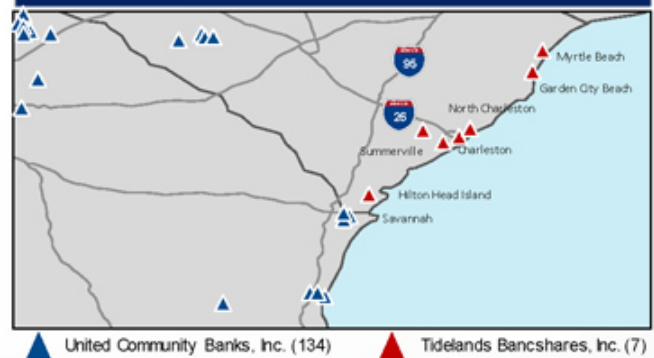 95
Myrtle Beach
Garden City Beach
North Charleston
26
Summerville
Charleston
Hilton Head Island
Savannah
United Community Banks, Inc. (134)
Tidelands Bancshares, Inc. (7)